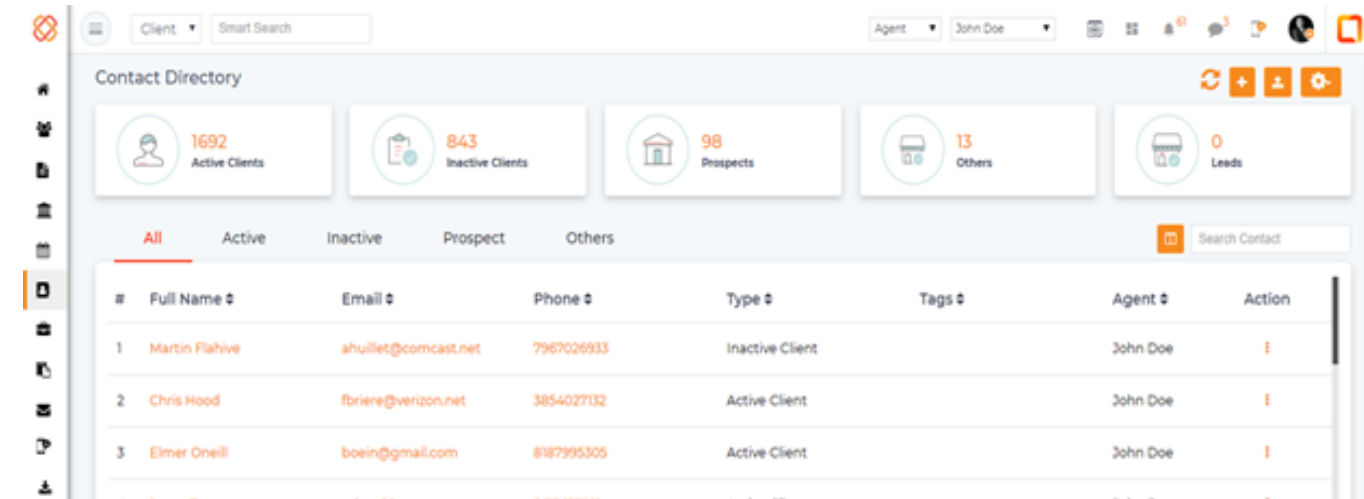 Client Smart Search Agent John Doe 61 3
Contact Directory
1692 843 98 13 0
Active Clients Inactive Clients Prospects Others Leads
All Active Inactive Prospect Others Search Contact
# Full Name Email Phone Type Tags Agent Action
1 Martin Flahive ahuillet@comcast.net 7967026933 Inactive Client John Doe
2 Chris Hood fbriere@verizon.net 3854027132 Active Client John Doe
3 Elmer Oneill boein@gmail.com 8187995305 Active Client John Doe